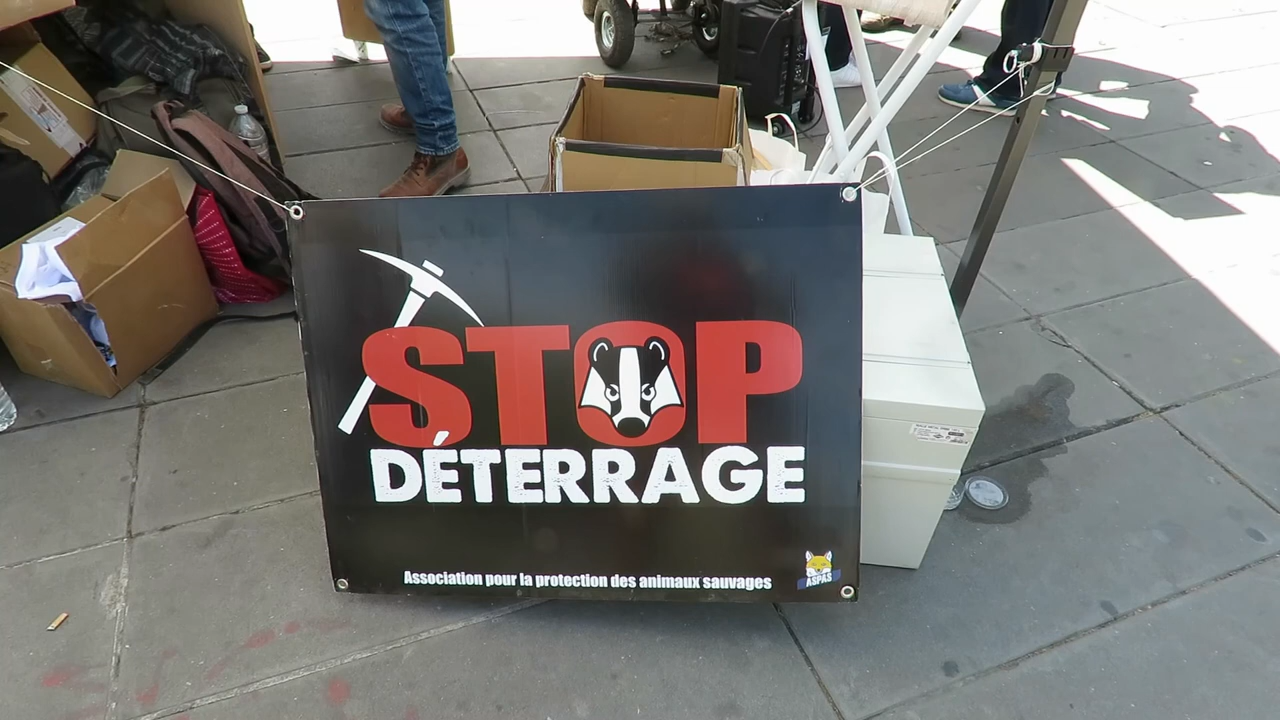 STOP
DÉTERRAGE
Association pour la protection des animaux sauvages
ASPAS